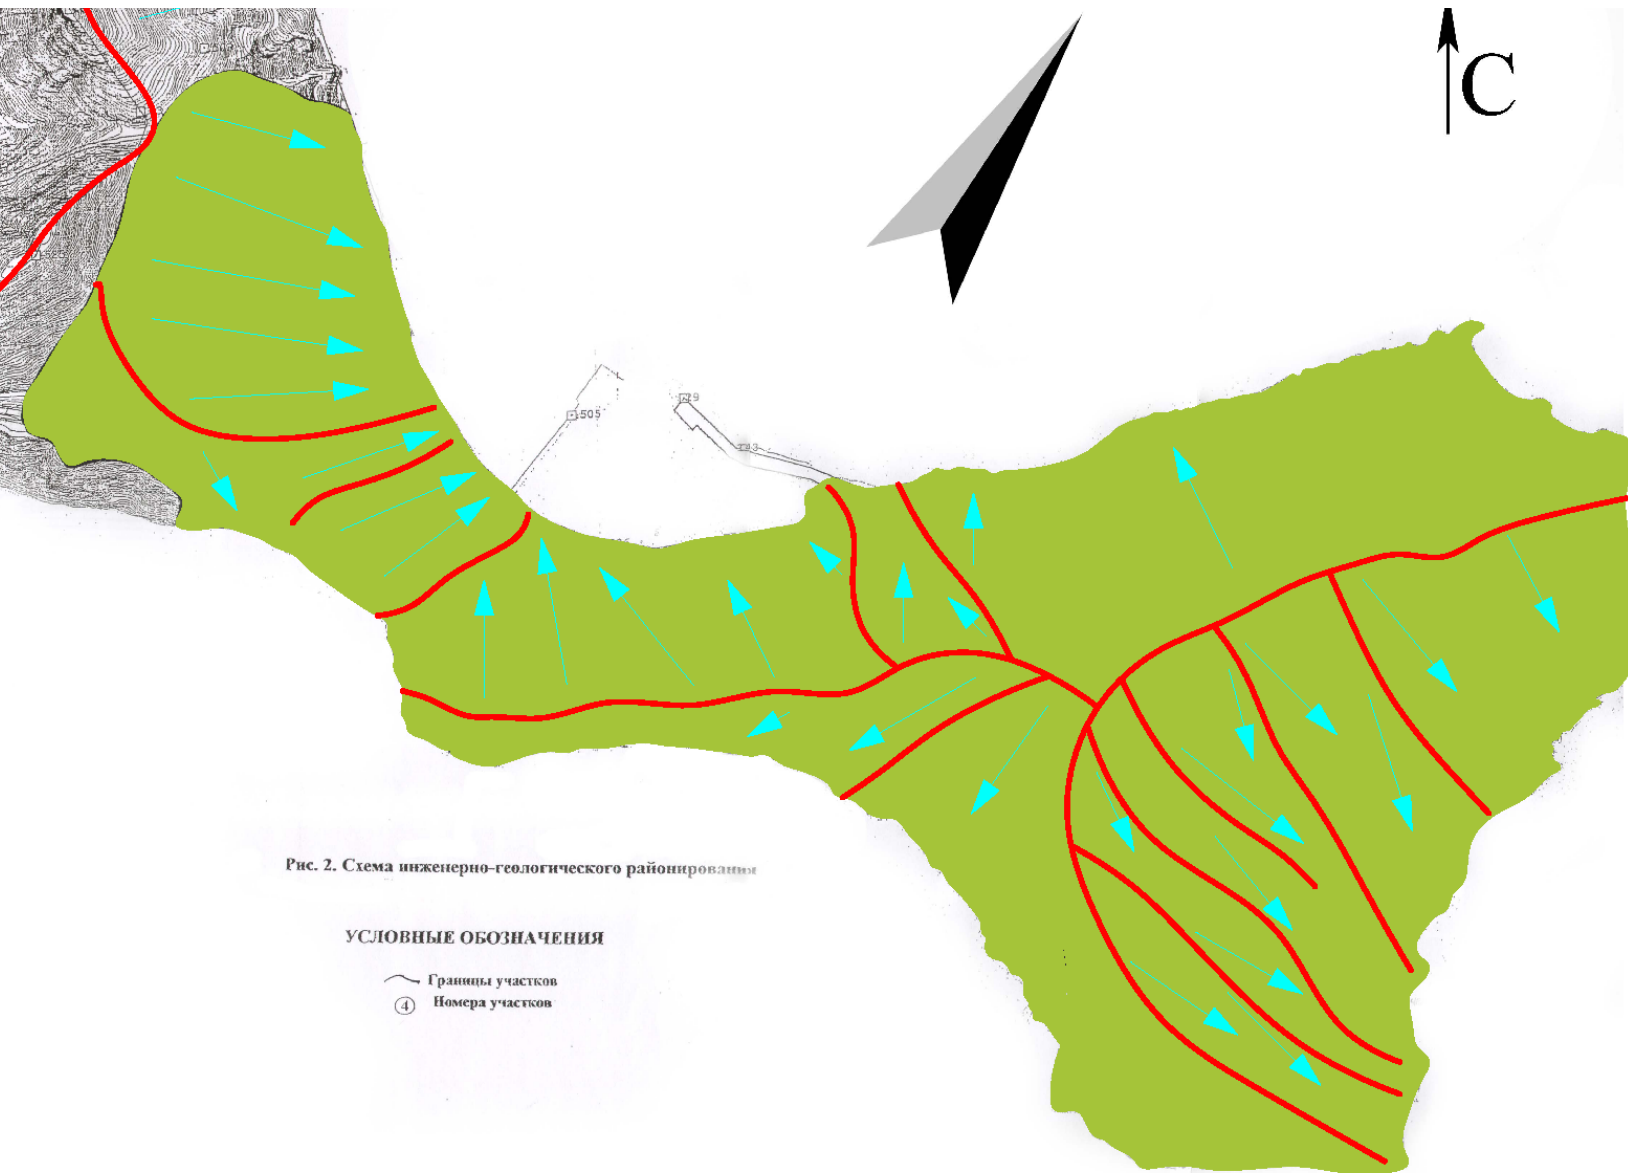 С
505
Рис. 2. Схема инженерно-геологического районирования
УСЛОВНЫЕ ОБОЗНАЧЕНИЯ
Границы участков
4 Номера участков